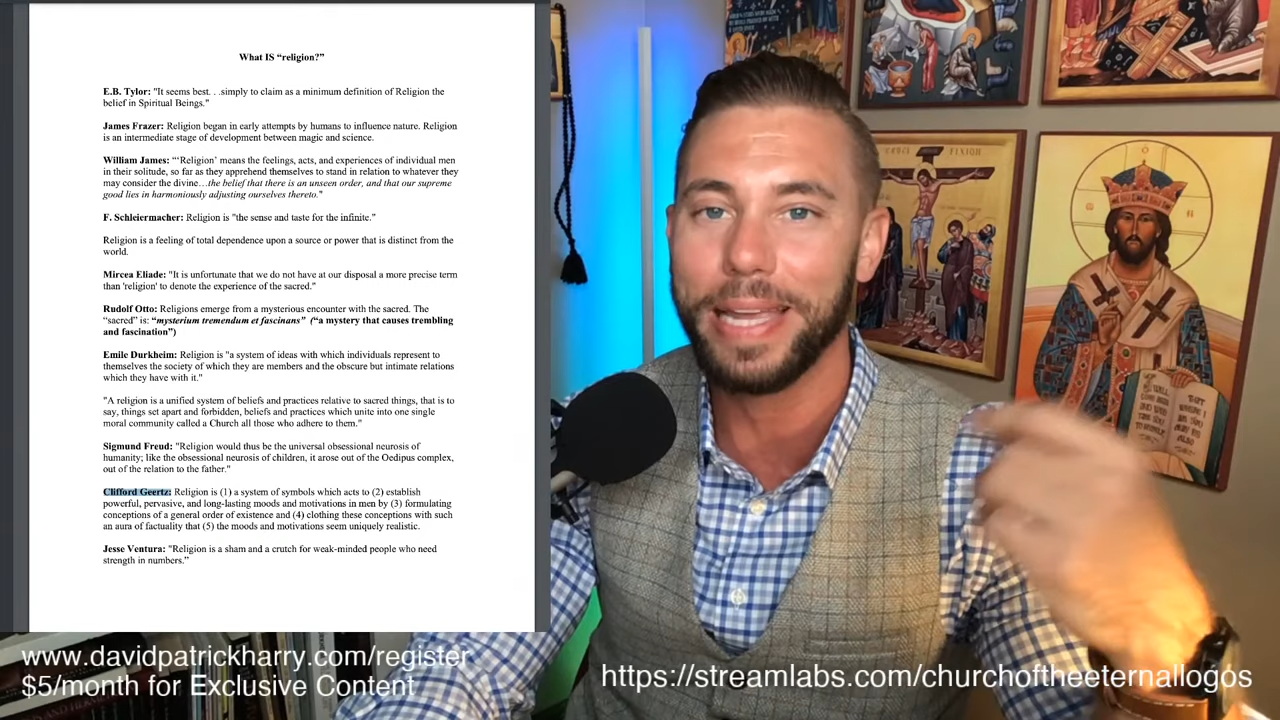 What IS “religion?”
E.B. Tylor: "It seems best. . .simply to claim as a minimum definition of Religion the
belief in Spiritual Beings."
James Frazer: Religion began in early attempts by humans to influence nature. Religion
is an intermediate stage of development between magic and science.
William James: “‘Religion’ means the feelings, acts, and experiences of individual men
in their solitude, so far as they apprehend themselves to stand in relation to whatever they
may consider the divine…the belief that there is an unseen order, and that our supreme
good lies in harmoniously adjusting ourselves thereto."
F. Schleiermacher: Religion is "the sense and taste for the infinite."
Religion is a feeling of total dependence upon a source or power that is distinct from the
world.
Mircea Eliade: "It is unfortunate that we do not have at our disposal a more precise term
than 'religion' to denote the experience of the sacred."
Rudolf Otto: Religions emerge from a mysterious encounter with the sacred. The
“sacred” is: “mysterium tremendum et fascinans” (“a mystery that causes trembling
and fascination”)
Emile Durkheim: Religion is "a system of ideas with which individuals represent to
themselves the society of which they are members and the obscure but intimate relations
which they have with it."
"A religion is a unified system of beliefs and practices relative to sacred things, that is to
say, things set apart and forbidden, beliefs and practices which unite into one single
moral community called a Church all those who adhere to them."
Sigmund Freud: "Religion would thus be the universal obsessional neurosis of
humanity; like the obsessional neurosis of children, it arose out of the Oedipus complex,
out of the relation to the father."
Clifford Geertz: Religion is (1) a system of symbols which acts to (2) establish
powerful, pervasive, and long-lasting moods and motivations in men by (3) formulating
conceptions of a general order of existence and (4) clothing these conceptions with such
an aura of factuality that (5) the moods and motivations seem uniquely realistic.
Jesse Ventura: "Religion is a sham and a crutch for weak-minded people who need
strength in numbers.”
www.davidpatrickharry.com/register
$5/month for Exclusive Content
https://streamlabs.com/churchoftheeternallogos